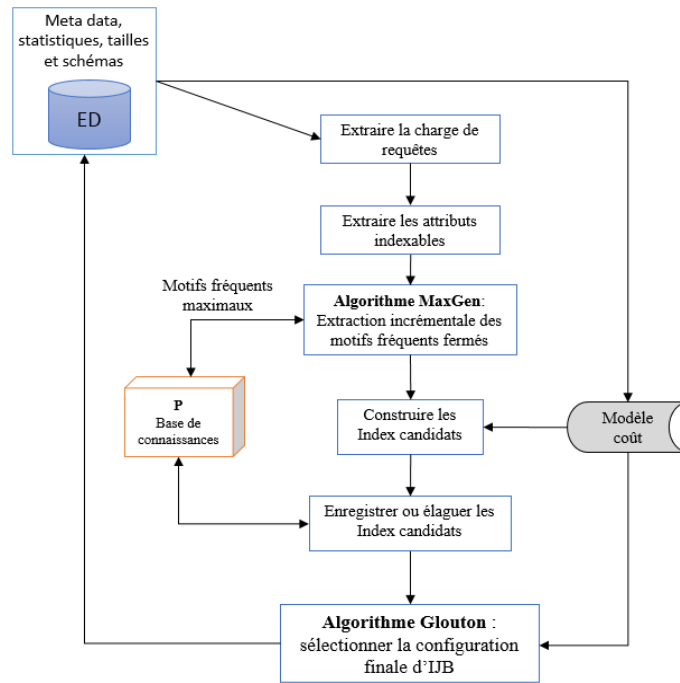 Meta data,
statistiques, tailles
et schémas
ED
Extraire la charge de
requêtes
Extraire les attributs
indexables
Motifs fréquents
maximaux
Algorithme MaxGen:
Extraction incrémentale des
motifs fréquents fermés
P
Base de
connaissances
Construire les
Index candidats
Modèle
coût
Enregistrer ou élaguer les
Index candidats
Algorithme Glouton :
sélectionner la configuration
finale d’IJB